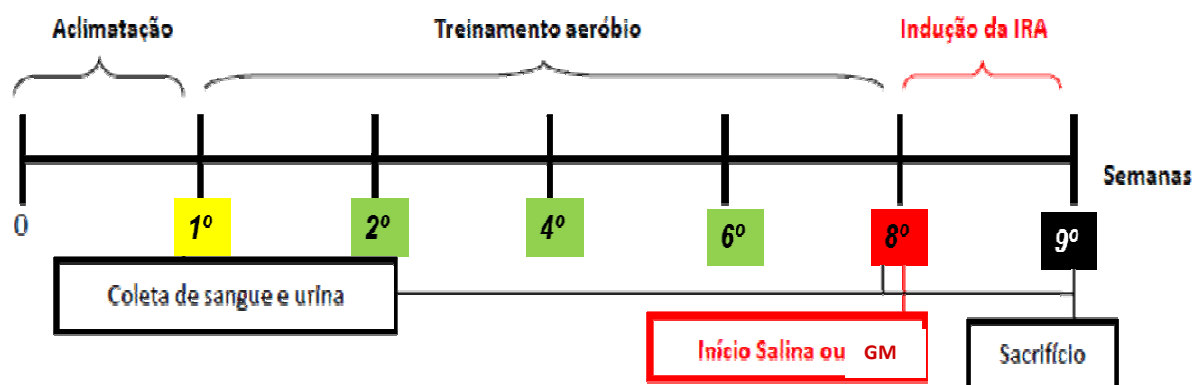 Aclimatação Treinamento aeróbio Indução da IRA
Semanas
0 1º 2º 4º 6º 8º 9º
Coleta de sangue e urina
Início Salina ou GM
Sacrifício